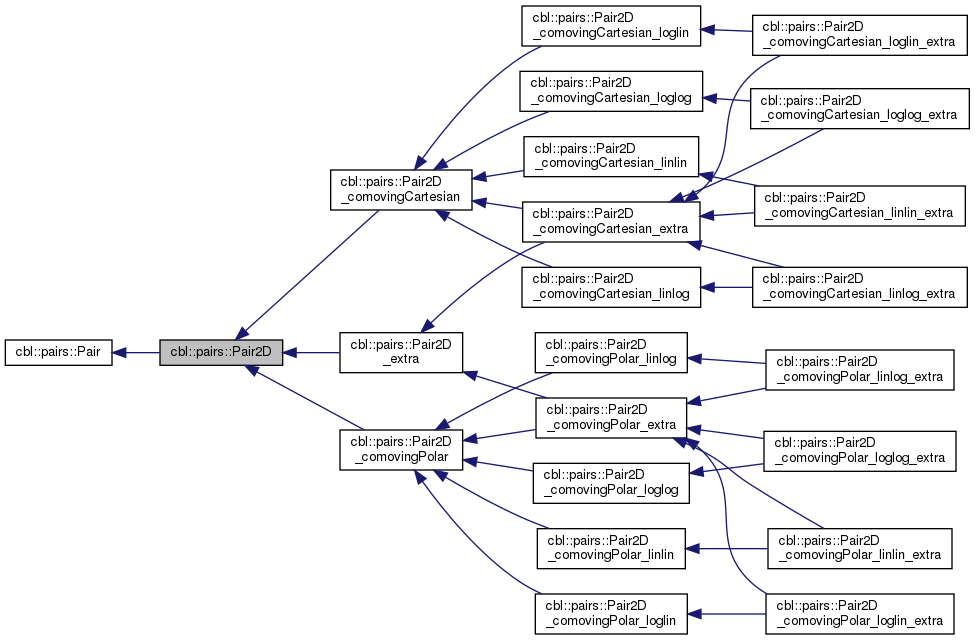 cbl::pairs::Pair
cbl::pairs::Pair2D
cbl::pairs::Pair2D
_comovingCartesian
cbl::pairs::Pair2D
_extra
cbl::pairs::Pair2D
_comovingPolar
cbl::pairs::Pair2D
_comovingCartesian_loglin
cbl::pairs::Pair2D
_comovingCartesian_loglog
cbl::pairs::Pair2D
_comovingCartesian_linlin
cbl::pairs::Pair2D
_comovingCartesian_extra
cbl::pairs::Pair2D
_comovingCartesian_linlog
cbl::pairs::Pair2D
_comovingPolar_linlog
cbl::pairs::Pair2D
_comovingPolar_extra
cbl::pairs::Pair2D
_comovingPolar_loglog
cbl::pairs::Pair2D
_comovingPolar_linlin
cbl::pairs::Pair2D
_comovingPolar_loglin
cbl::pairs::Pair2D
_comovingCartesian_loglin_extra
cbl::pairs::Pair2D
_comovingCartesian_loglog_extra
cbl::pairs::Pair2D
_comovingCartesian_linlin_extra
cbl::pairs::Pair2D
_comovingCartesian_linlog_extra
cbl::pairs::Pair2D
_comovingPolar_linlog_extra
cbl::pairs::Pair2D
_comovingPolar_loglog_extra
cbl::pairs::Pair2D
_comovingPolar_linlin_extra
cbl::pairs::Pair2D
_comovingPolar_loglin_extra